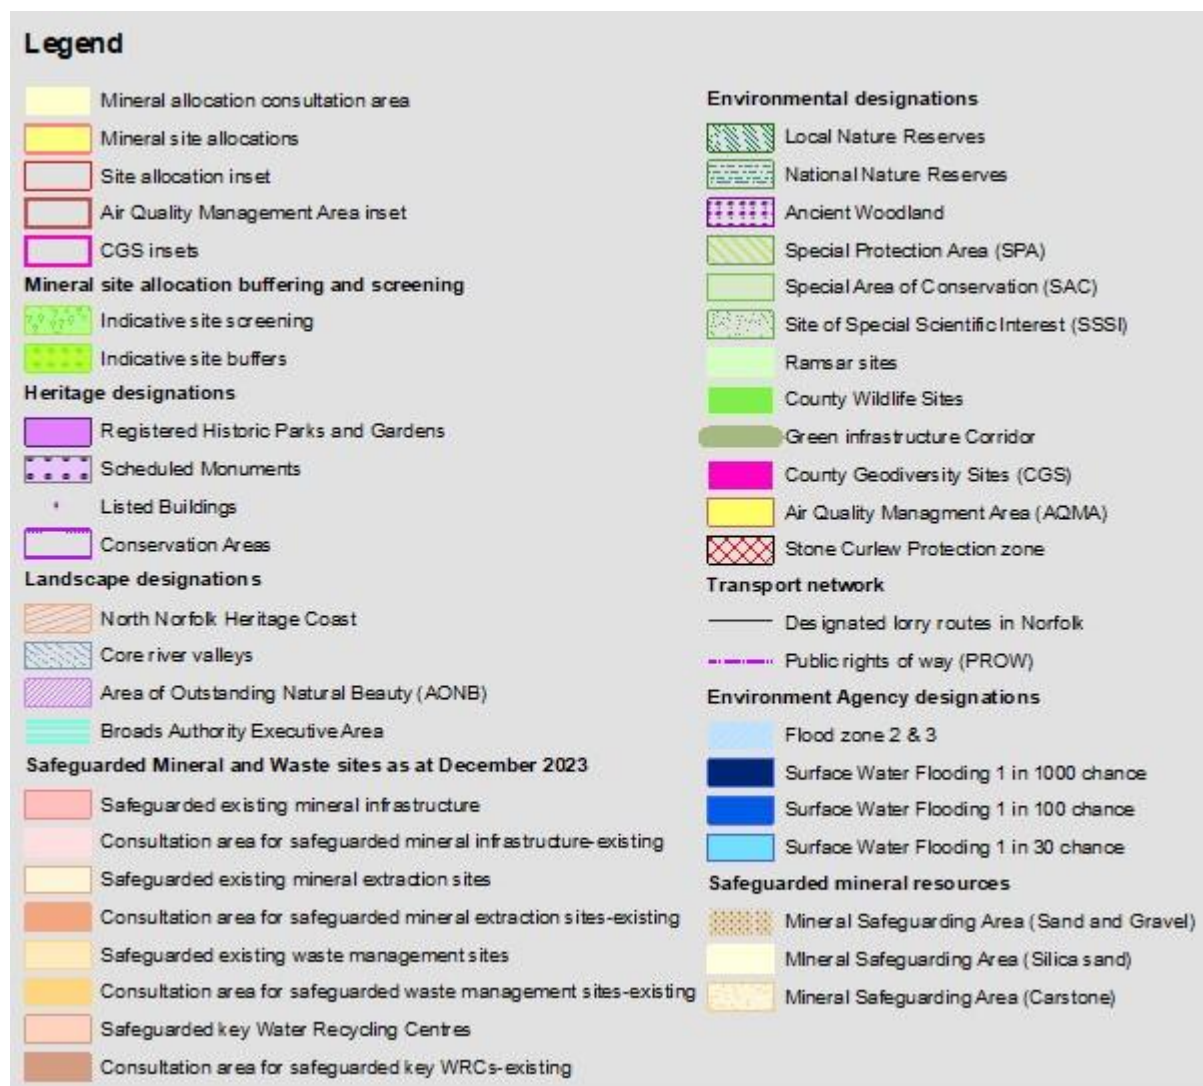 Legend
Mineral allocation consultation area
Mineral site allocations
Site allocation inset
Air Quality Management Area inset
CGS insets
Mineral site allocation buffering and screening
Indicative site screening
Indicative site buffers
Heritage designations
Registered Historic Parks and Gardens
Scheduled Monuments
Listed Buildings
Conservation Areas
Landscape designations
North Norfolk Heritage Coast
Core river valleys
Area of Outstanding Natural Beauty (AONB)
Broads Authority Executive Area
Safeguarded Mineral and Waste sites as at December 2023
Safeguarded existing mineral infrastructure
Consultation area for safeguarded mineral infrastructure-existing
Safeguarded existing mineral extraction sites
Consultation area for safeguarded mineral extraction sites-existing
Safeguarded existing waste management sites
Consultation area for safeguarded waste management sites-existing
Safeguarded key Water Recycling Centres
Consultation area for safeguarded key WRCs-existing
Environmental designations
Local Nature Reserves
National Nature Reserves
Ancient Woodland
Special Protection Area (SPA)
Special Area of Conservation (SAC)
Site of Special Scientific Interest (SSSI)
Ramsar sites
County Wildlife Sites
Green infrastructure Corridor
County Geodiversity Sites (CGS)
Air Quality Managment Area (AQMA)
Stone Curlew Protection zone
Transport network
Designated lorry routes in Norfolk
Public rights of way (PROW)
Environment Agency designations
Flood zone 2 & 3
Surface Water Flooding 1 in 1000 chance
Surface Water Flooding 1 in 100 chance
Surface Water Flooding 1 in 30 chance
Safeguarded mineral resources
Mineral Safeguarding Area (Sand and Gravel)
MIneral Safeguarding Area (Silica sand)
Mineral Safeguarding Area (Carstone)